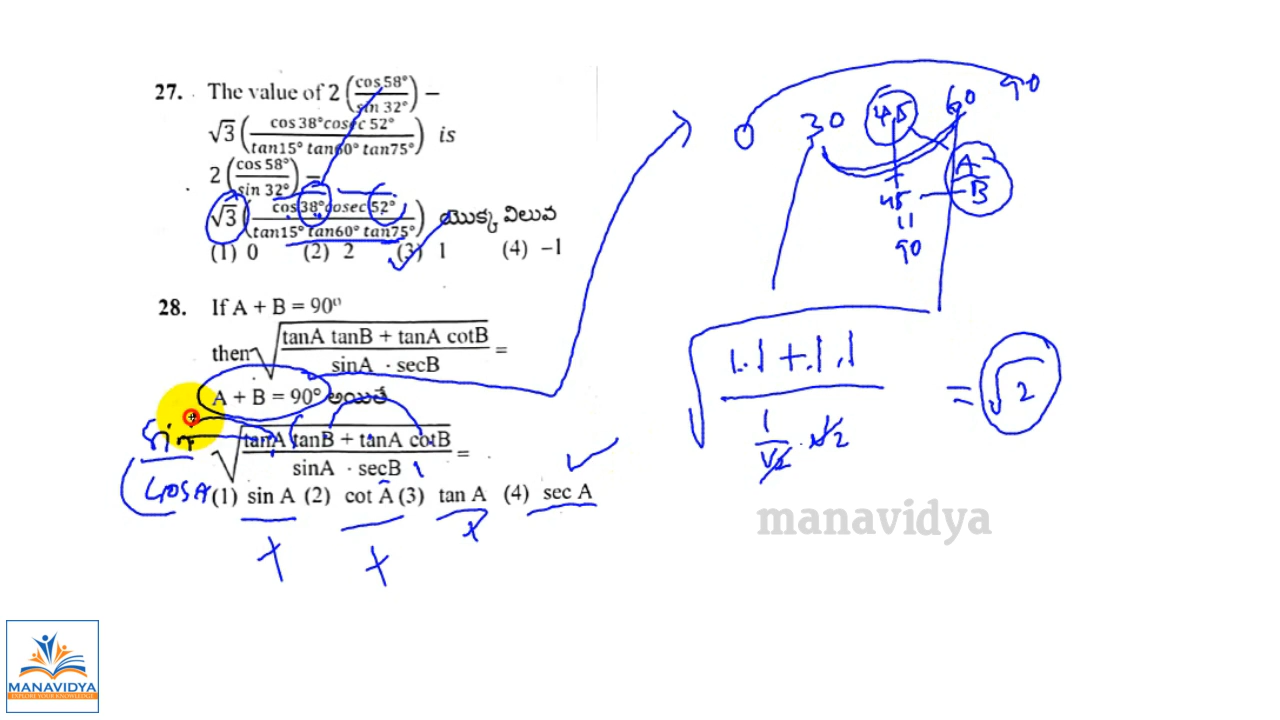 27. The value of 2 (cos58°/sin 32°) −
√3 (cos 38°cosec 52°/tan15° tan60° tan75°) is
2 (cos 58°/sin 32°) −
√3 (cos 38°cosec 52°/tan15° tan60° tan75°) యొక్క విలువ
(1) 0 (2) 2 (3) 1 (4) −1
28. If A + B = 90°
then √(tanA tanB + tanA cotB/sinA · secB) =
A + B = 90° అయితే
√(tanA tanB + tanA cotB/sinA · secB) =
(1) sin A (2) cot A (3) tan A (4) sec A
cosA
0 30 45 60 90
A
45 B
11
90
√(1.1 + 1.1/(1/√2 · √2)) = √2
manavidya
MANAVIDYA
EXPLORE YOUR KNOWLEDGE